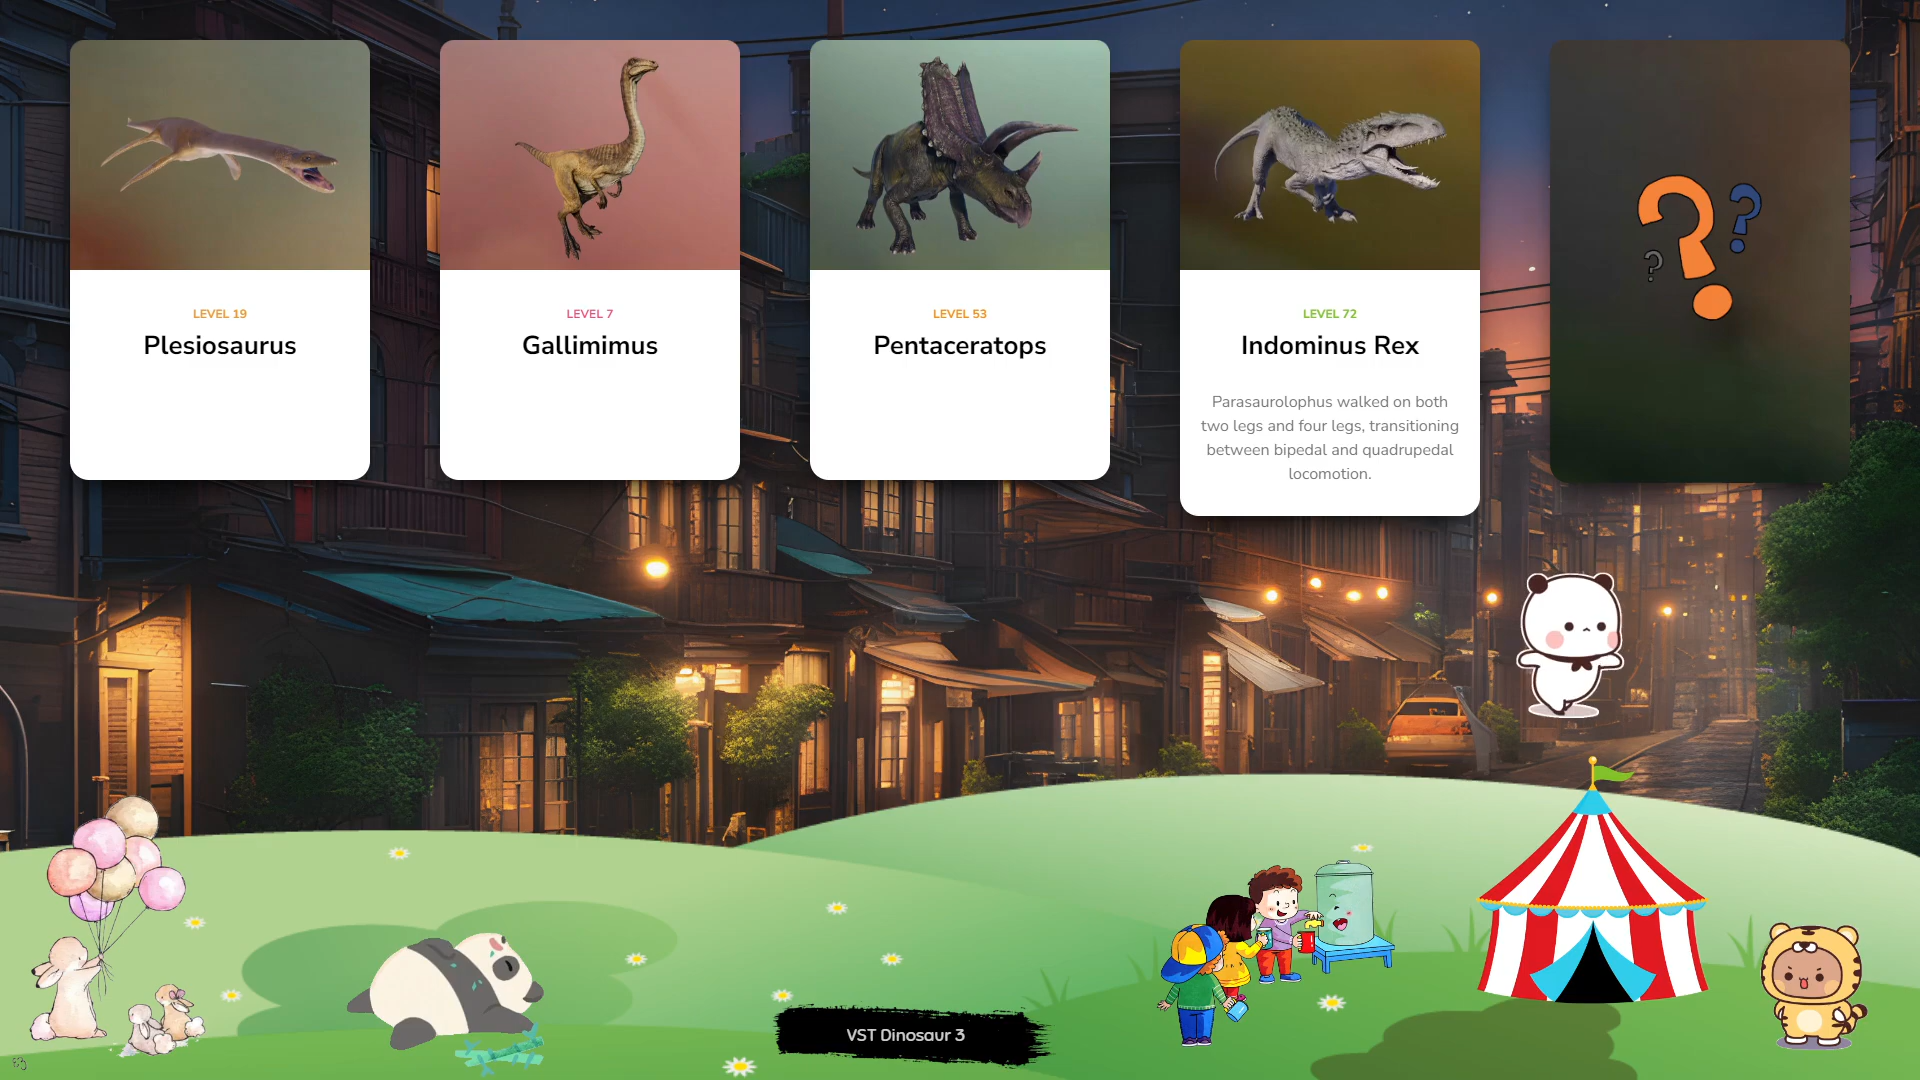 LEVEL 19
Plesiosaurus
LEVEL 7
Gallimimus
LEVEL 53
Pentaceratops
LEVEL 72
Indominus Rex
Parasaurolophus walked on both
two legs and four legs, transitioning
between bipedal and quadrupedal
locomotion.
? ? ?
VST Dinosaur 3